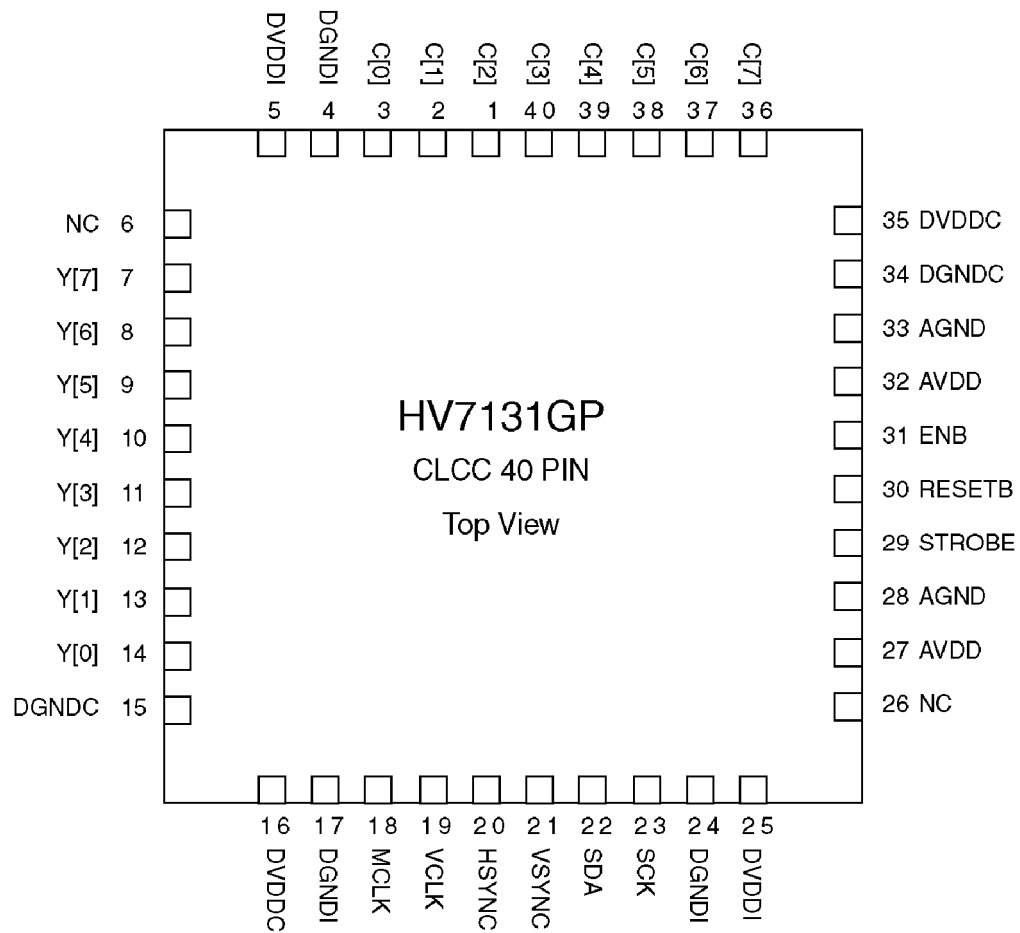 DVDDI DGNDI C[0] C[1] C[2] C[3] C[4] C[5] C[6] C[7]
5 4 3 2 1 40 39 38 37 36
NC 6
35 DVDDC
Y[7] 7
34 DGNDC
Y[6] 8
33 AGND
Y[5] 9
32 AVDD
HV7131GP
Y[4] 10
31 ENB
CLCC 40 PIN
Y[3] 11
30 RESETB
Top View
Y[2] 12
29 STROBE
Y[1] 13
28 AGND
Y[0] 14
27 AVDD
DGNDC 15
26 NC
16 17 18 19 20 21 22 23 24 25
DVDDC DGNDI MCLK VCLK HSYNC VSYNC SDA SCK DGNDI DVDDI